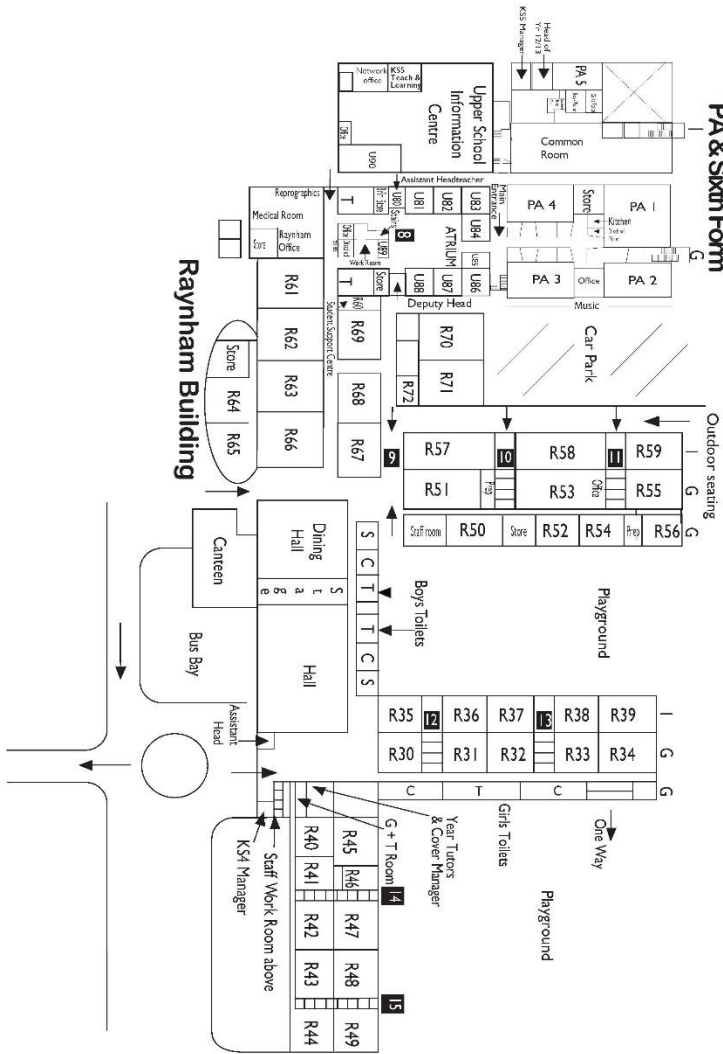 Head of
Yr 12/13
KS5 Manager
PA 5
Common
Room
PA & Sixth Form
I
G
Network
office
KS5
Teach &
Learning
Upper School
Information
Centre
Office
U90
Assistant Headteacher
Main
Entrance
PA 4
Store
PA 1
Kitchen
PA 3
Office
PA 2
Music
Reprographics
Medical Room
Store
Raynham
Office
T
U80
U81
U82
U83
U84
Stairs
8
U89
Work Room
ATRIUM
U85
T
Store
U88
U87
U86
Deputy Head
Raynham Building
R61
R62
R63
R66
Store
R64
R65
Student Support Centre
R60
R69
R68
R67
R70
R71
R72
Car Park
Outdoor seating
9
10
11
R57
R58
R59
I
R51
Prep
R53
Office
R55
G
Staff room
R50
Store
R52
R54
Prep
R56
G
Canteen
Dining
Hall
Stage
Hall
Bus Bay
S
C
T
T
C
S
Boys Toilets
Playground
R35
12
R36
R37
13
R38
R39
I
R30
R31
R32
R33
R34
G
C
T
C
G
Girls Toilets
One Way
Assistant
Head
KS4 Manager
Staff Work Room above
G + T Room
Year Tutors
& Cover Manager
Playground
R40
R45
R41
R46
14
R42
R47
R43
R48
15
R44
R49